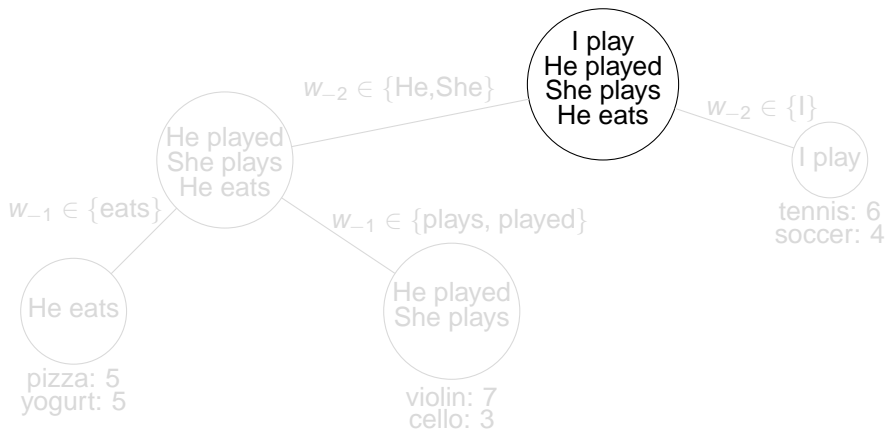 I play
He played
She plays
He eats
w₋₂ ∈ {He,She}
w₋₂ ∈ {I}
He played
She plays
He eats
I play
tennis: 6
soccer: 4
w₋₁ ∈ {eats}
w₋₁ ∈ {plays, played}
He eats
He played
She plays
pizza: 5
yogurt: 5
violin: 7
cello: 3